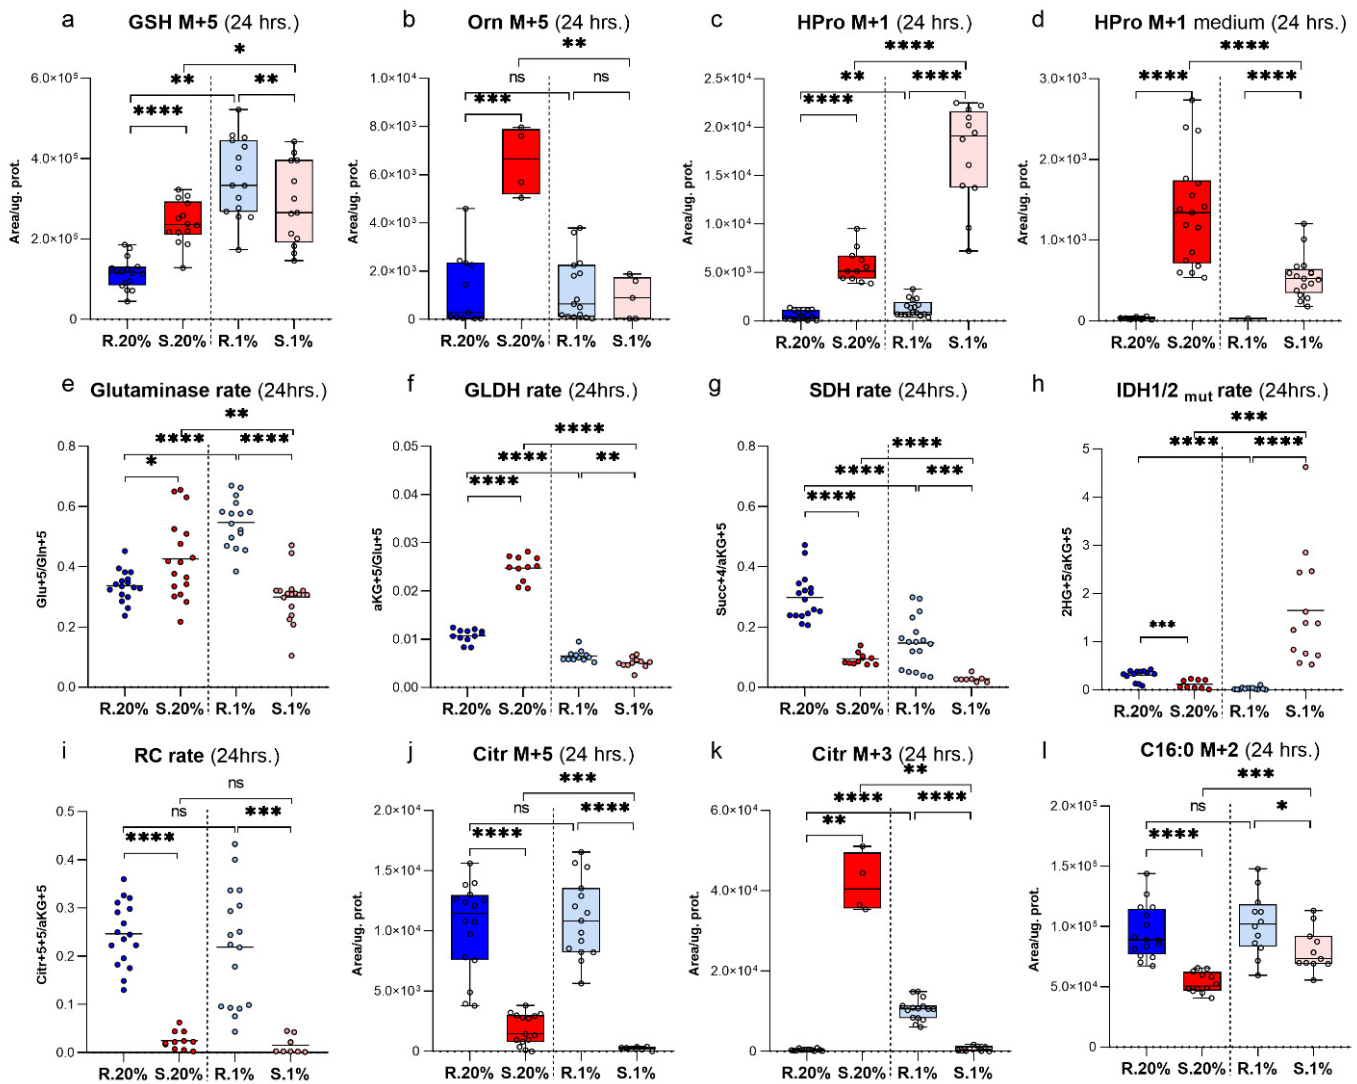 a GSH M+5 (24 hrs.)
b Orn M+5 (24 hrs.)
c HPro M+1 (24 hrs.)
d HPro M+1 medium (24 hrs.)
* ** ** ****
** ns ns ***
**** ** **** ****
**** **** ****
Area/ug. prot.
6.0×10⁵
4.0×10⁵
2.0×10⁵
0
R.20% S.20% R.1% S.1%
Area/ug. prot.
1.0×10⁴
8.0×10³
6.0×10³
4.0×10³
2.0×10³
0
R.20% S.20% R.1% S.1%
Area/ug. prot.
2.5×10⁴
2.0×10⁴
1.5×10⁴
1.0×10⁴
5.0×10³
0
R.20% S.20% R.1% S.1%
Area/ug. prot.
3.0×10³
2.0×10³
1.0×10³
0
R.20% S.20% R.1% S.1%
e Glutaminase rate (24hrs.)
** **** **** *
Glu+5/Gln+5
0.8
0.6
0.4
0.2
0.0
R.20% S.20% R.1% S.1%
f GLDH rate (24hrs.)
**** **** ** ****
aKG+5/Glu+5
0.05
0.04
0.03
0.02
0.01
0.00
R.20% S.20% R.1% S.1%
g SDH rate (24hrs.)
**** **** *** ****
Succ+4/aKG+5
0.8
0.6
0.4
0.2
0.0
R.20% S.20% R.1% S.1%
h IDH1/2 mut rate (24hrs.)
*** **** **** ***
2HG+5/aKG+5
5
4
3
2
1
0
R.20% S.20% R.1% S.1%
i RC rate (24hrs.)
ns ns *** ****
Citr+5+5/aKG+5
0.5
0.4
0.3
0.2
0.1
0.0
R.20% S.20% R.1% S.1%
j Citr M+5 (24 hrs.)
*** ns **** ****
Area/ug. prot.
2.0×10⁴
1.5×10⁴
1.0×10⁴
5.0×10³
0
R.20% S.20% R.1% S.1%
k Citr M+3 (24 hrs.)
** **** **** **
Area/ug. prot.
6.0×10⁴
4.0×10⁴
2.0×10⁴
0
R.20% S.20% R.1% S.1%
l C16:0 M+2 (24 hrs.)
*** ns * ****
Area/ug. prot.
2.0×10⁵
1.5×10⁵
1.0×10⁵
5.0×10⁴
0
R.20% S.20% R.1% S.1%